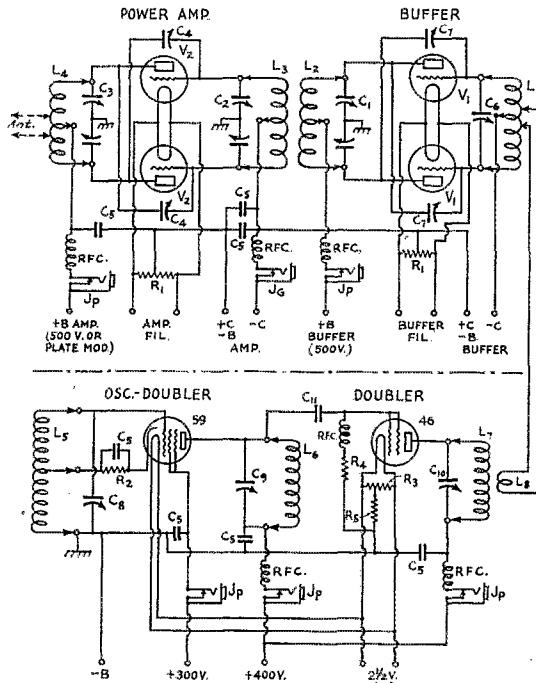 POWER AMP.
BUFFER
C4
V2
L4
C3
C2
L3
L2
C1
C7
V1
C6
L1
Ant.
V2
C4
V1
C7
C5
C5
C5
RFC.
R1
RFC.
RFC.
R1
JP
JG
JP
+B AMP.
(500 V. OR
PLATE MOD.)
AMP.
FIL.
+C
-B
-C
AMP.
+B
BUFFER
(500V.)
BUFFER
FIL.
+C
-B
-C
BUFFER
OSC.-DOUBLER
DOUBLER
59
46
C11
L5
C5
R2
C8
C5
C9
C5
L6
RFC
R4
R3
R5
C10
L7
L8
C5
RFC.
RFC.
JP
JP
JP
-B
+300V.
+400V.
2½V.